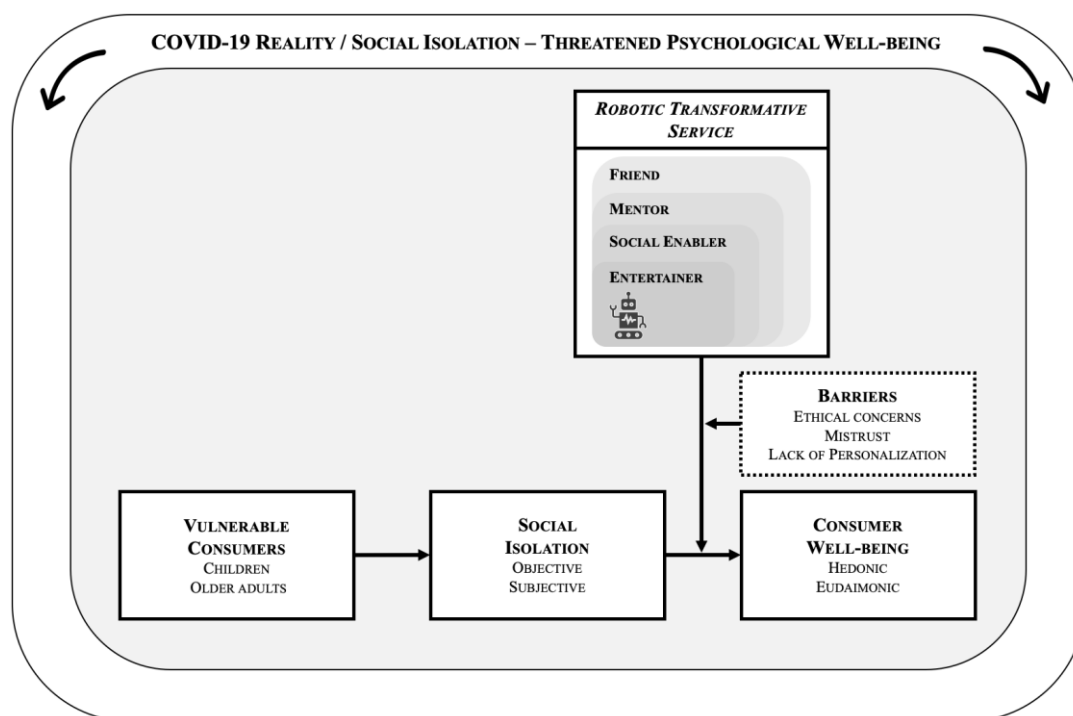 COVID-19 REALITY / SOCIAL ISOLATION – THREATENED PSYCHOLOGICAL WELL-BEING
ROBOTIC TRANSFORMATIVE
SERVICE
FRIEND
MENTOR
SOCIAL ENABLER
ENTERTAINER
BARRIERS
ETHICAL CONCERNS
MISTRUST
LACK OF PERSONALIZATION
VULNERABLE
CONSUMERS
CHILDREN
OLDER ADULTS
SOCIAL
ISOLATION
OBJECTIVE
SUBJECTIVE
CONSUMER
WELL-BEING
HEDONIC
EUDAIMONIC